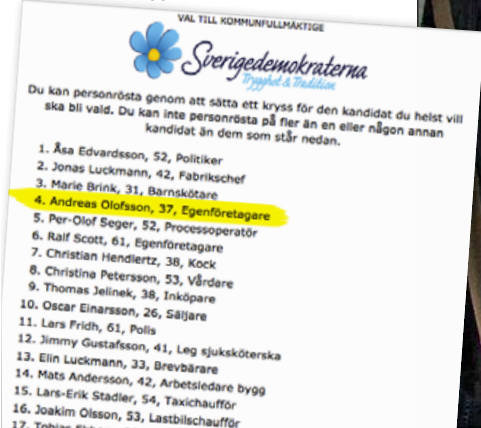 VAL TILL KOMMUNFULLMÄKTIGE
Sverigedemokraterna
Trygghet & Tradition
Du kan personrösta genom att sätta ett kryss för den kandidat du helst vill
ska bli vald. Du kan inte personrösta på fler än en eller någon annan
kandidat än dem som står nedan.
1. Åsa Edvardsson, 52, Politiker
2. Jonas Luckmann, 42, Fabrikschef
3. Marie Brink, 31, Barnskötare
4. Andreas Olofsson, 37, Egenföretagare
5. Per-Olof Seger, 52, Processoperatör
6. Ralf Scott, 61, Egenföretagare
7. Christian Hendlertz, 38, Kock
8. Christina Petersson, 53, Vårdare
9. Thomas Jelinek, 38, Inköpare
10. Oscar Einarsson, 26, Säljare
11. Lars Fridh, 61, Polis
12. Jimmy Gustafsson, 41, Leg sjuksköterska
13. Elin Luckmann, 33, Brevbärare
14. Mats Andersson, 42, Arbetsledare bygg
15. Lars-Erik Stadler, 54, Taxichaufför
16. Joakim Olsson, 53, Lastbilschaufför
17. Tobias